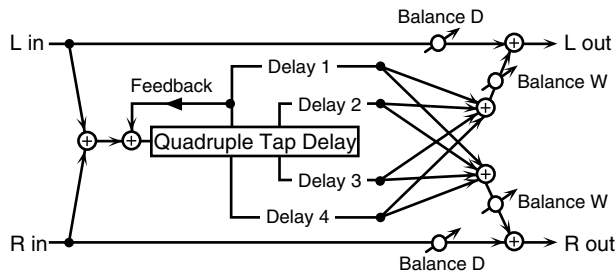 Balance D
L in
L out
Delay 1
Balance W
Feedback
Delay 2
Quadruple Tap Delay
Delay 3
Balance W
Delay 4
R in
R out
Balance D